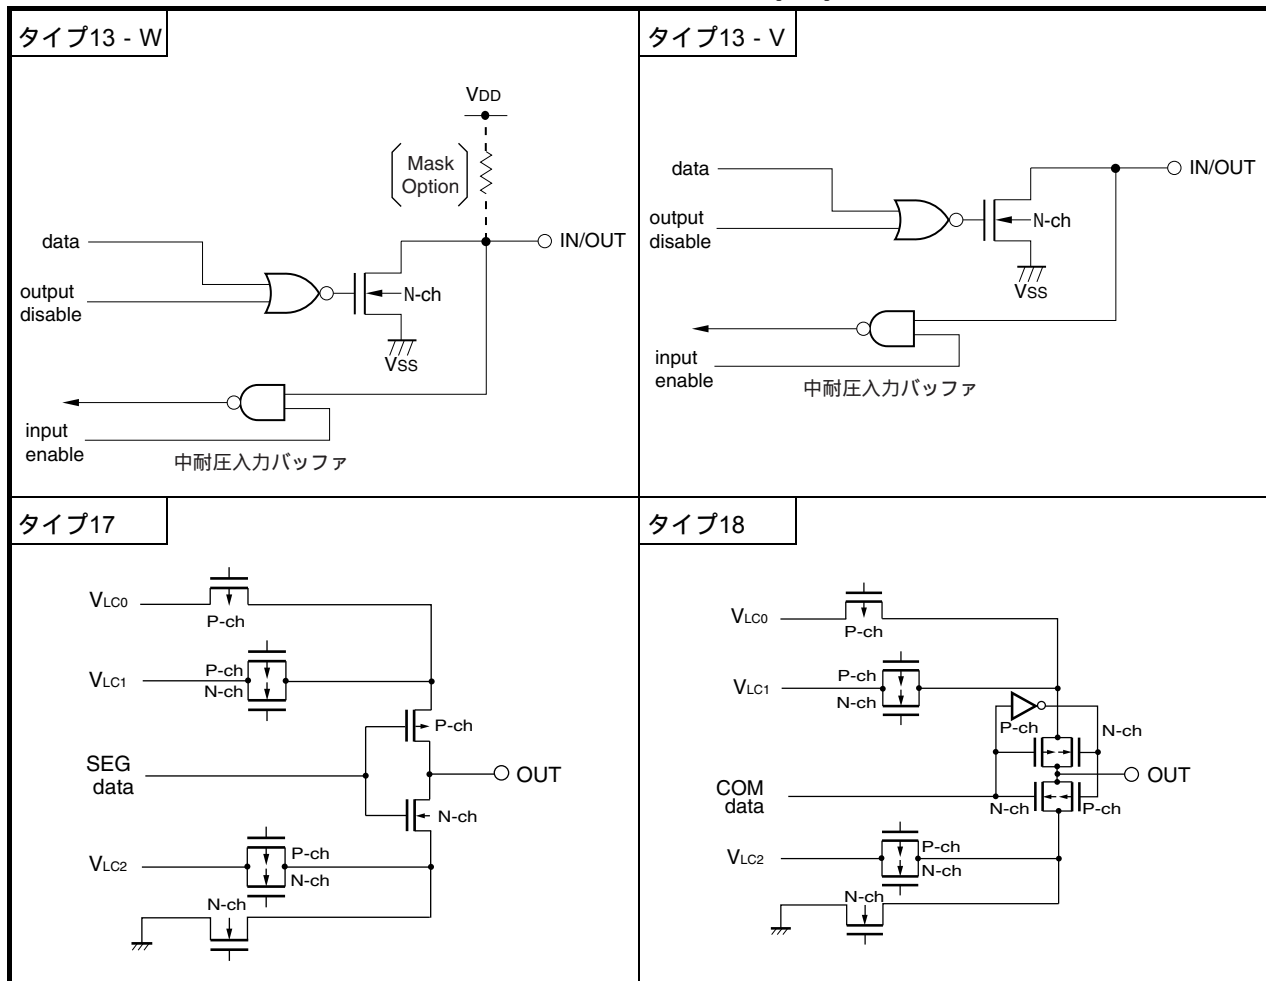 タイプ13 - W
VDD
Mask
Option
data
IN/OUT
output
disable
N-ch
VSS
input
enable
中耐圧入力バッファ
タイプ13 - V
data
IN/OUT
output
disable
N-ch
VSS
input
enable
中耐圧入力バッファ
タイプ17
VLC0
P-ch
VLC1
P-ch
N-ch
P-ch
SEG
data
OUT
N-ch
VLC2
P-ch
N-ch
N-ch
タイプ18
VLC0
P-ch
VLC1
P-ch
N-ch
P-ch
N-ch
COM
data
OUT
N-ch
P-ch
VLC2
P-ch
N-ch
N-ch